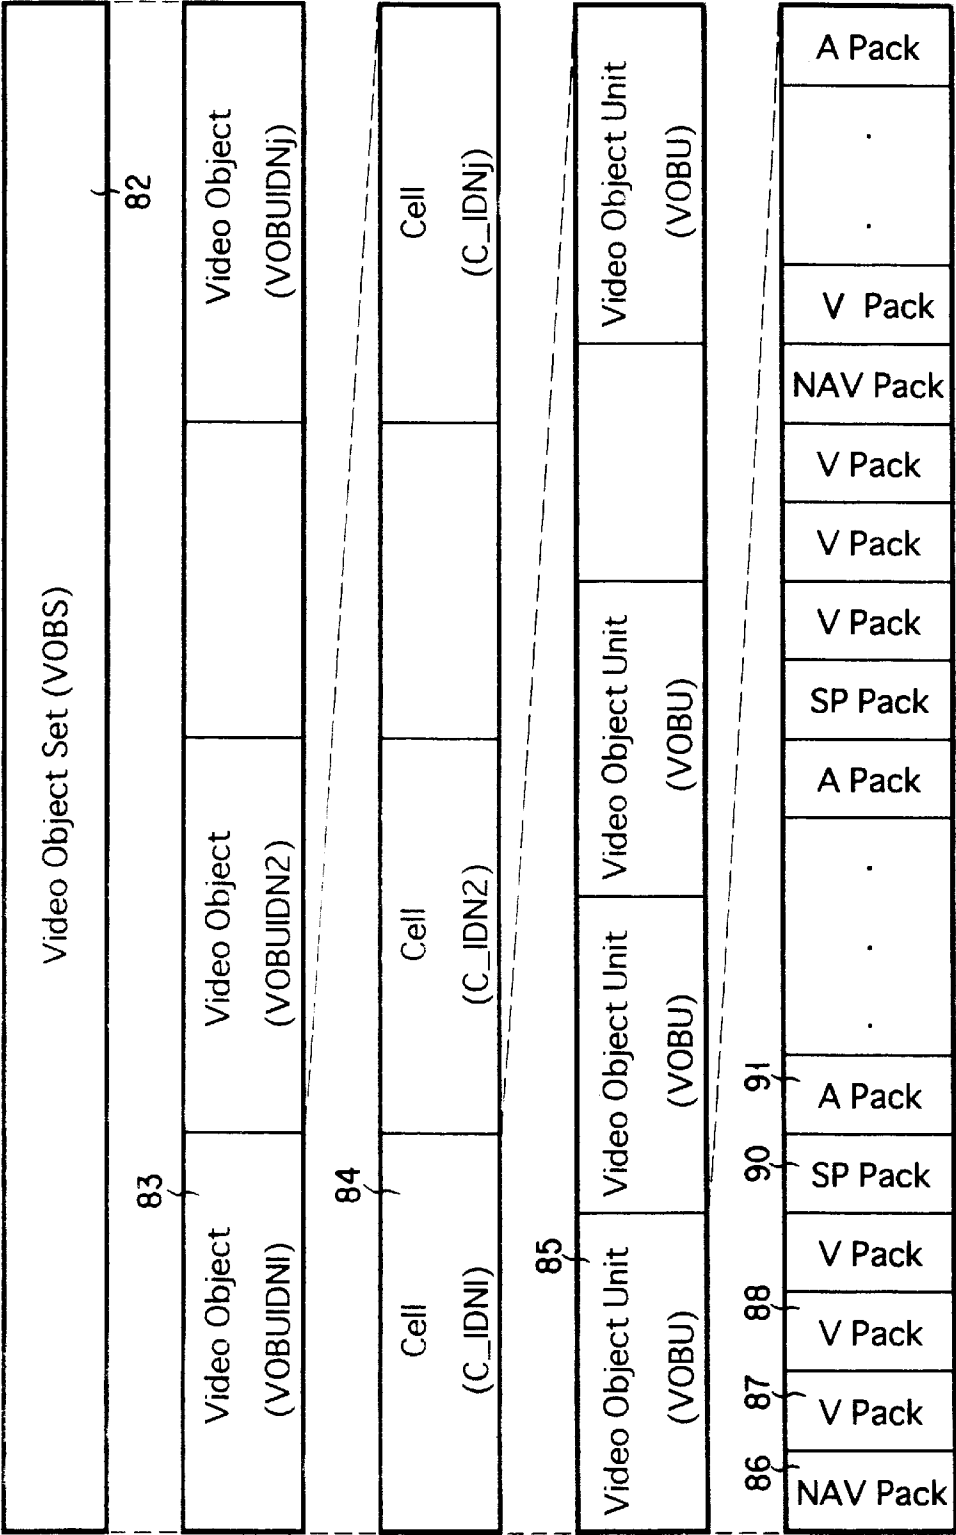 Video Object Set (VOBS)
82
83
Video Object
(VOBUIDN1)
Video Object
(VOBUIDN2)
Video Object
(VOBUIDNj)
84
Cell
(C_IDN1)
Cell
(C_IDN2)
Cell
(C_IDNj)
85
Video Object Unit
(VOBU)
Video Object Unit
(VOBU)
Video Object Unit
(VOBU)
Video Object Unit
(VOBU)
86
87
88
90
91
NAV Pack
V Pack
V Pack
V Pack
SP Pack
A Pack
. . .
A Pack
SP Pack
V Pack
V Pack
V Pack
NAV Pack
V Pack
. .
A Pack